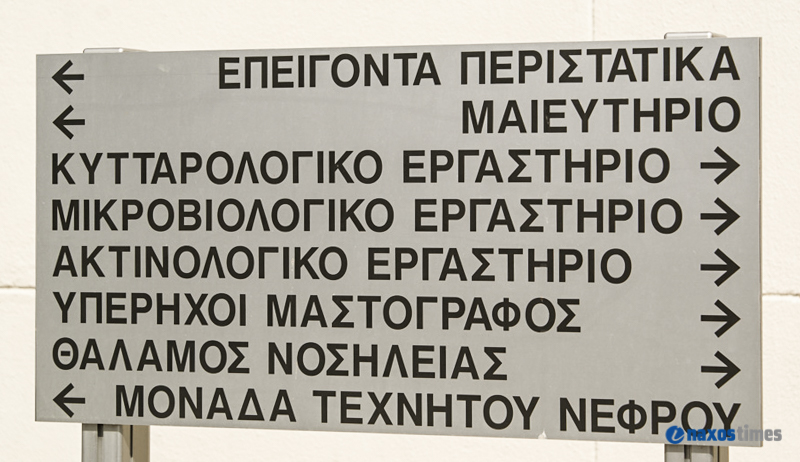 ← ΕΠΕΙΓΟΝΤΑ ΠΕΡΙΣΤΑΤΙΚΑ
← ΜΑΙΕΥΤΗΡΙΟ
ΚΥΤΤΑΡΟΛΟΓΙΚΟ ΕΡΓΑΣΤΗΡΙΟ →
ΜΙΚΡΟΒΙΟΛΟΓΙΚΟ ΕΡΓΑΣΤΗΡΙΟ →
ΑΚΤΙΝΟΛΟΓΙΚΟ ΕΡΓΑΣΤΗΡΙΟ →
ΥΠΕΡΗΧΟΙ ΜΑΣΤΟΓΡΑΦΟΣ →
ΘΑΛΑΜΟΣ ΝΟΣΗΛΕΙΑΣ →
← ΜΟΝΑΔΑ ΤΕΧΝΗΤΟΥ ΝΕΦΡΟΥ
naxostimes